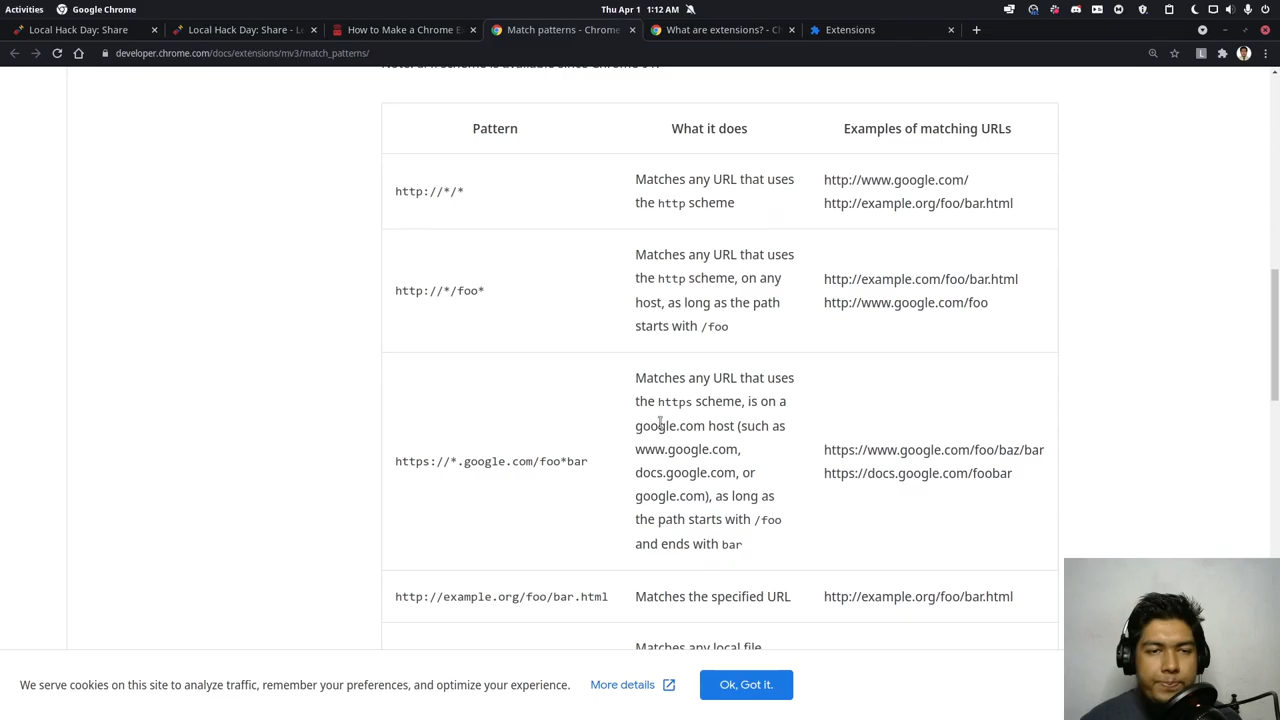 Activities
Google Chrome
Thu Apr 1 1:12 AM
Local Hack Day: Share
Local Hack Day: Share - L
How to Make a Chrome E
Match patterns - Chrome
What are extensions? - C
Extensions
developer.chrome.com/docs/extensions/mv3/match_patterns/
Pattern
What it does
Examples of matching URLs
http://*/*
Matches any URL that uses
the http scheme
http://www.google.com/
http://example.org/foo/bar.html
http://*/foo*
Matches any URL that uses
the http scheme, on any
host, as long as the path
starts with /foo
http://example.com/foo/bar.html
http://www.google.com/foo
https://*.google.com/foo*bar
Matches any URL that uses
the https scheme, is on a
google.com host (such as
www.google.com,
docs.google.com, or
google.com), as long as
the path starts with /foo
and ends with bar
https://www.google.com/foo/baz/bar
https://docs.google.com/foobar
http://example.org/foo/bar.html
Matches the specified URL
http://example.org/foo/bar.html
Matches any local file
We serve cookies on this site to analyze traffic, remember your preferences, and optimize your experience.
More details
Ok, Got it.